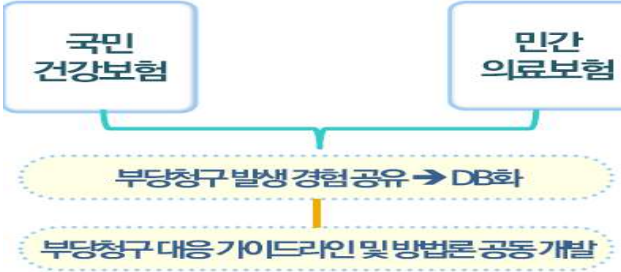 국민
건강보험
민간
의료보험
부당청구 발생 경험 공유 → DB화
부당청구 대응 가이드라인 및 방법론 공동 개발